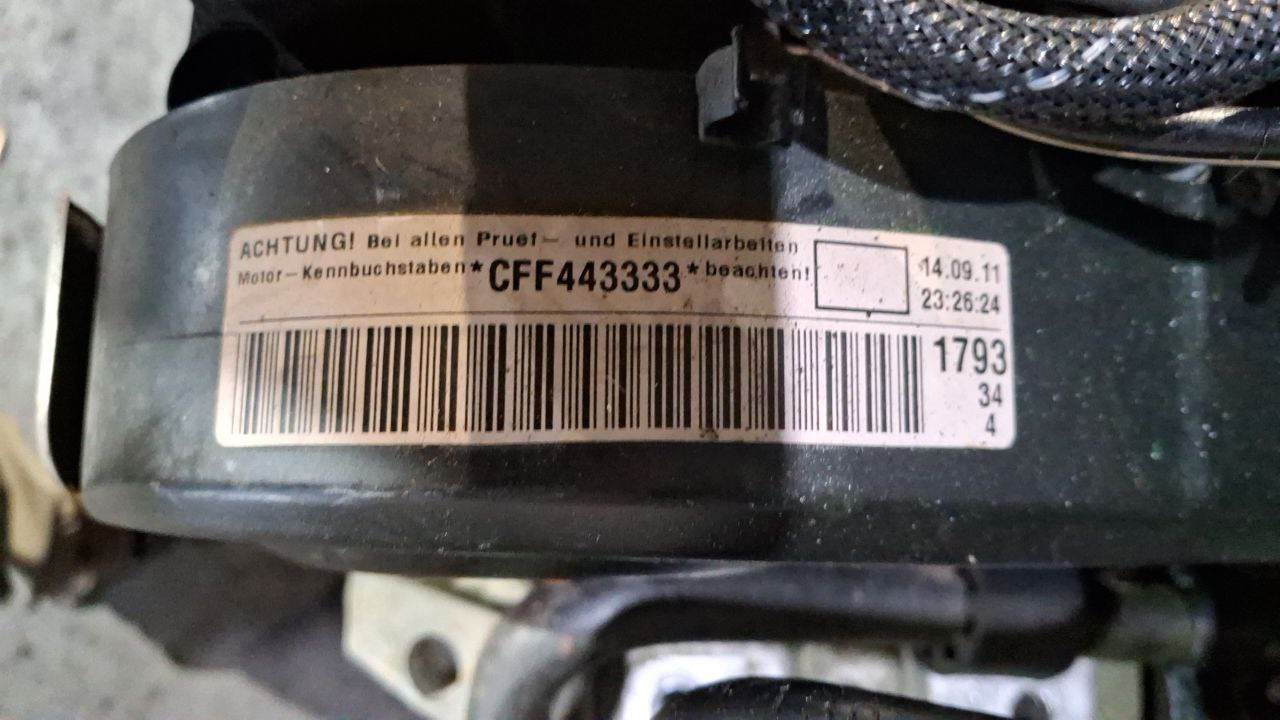 ACHTUNG! Bei allen Pruef- und Einstellarbeiten
Motor-Kennbuchstaben *CFF443333* beachten!
14.09.11
23:26:24
1793
34
4